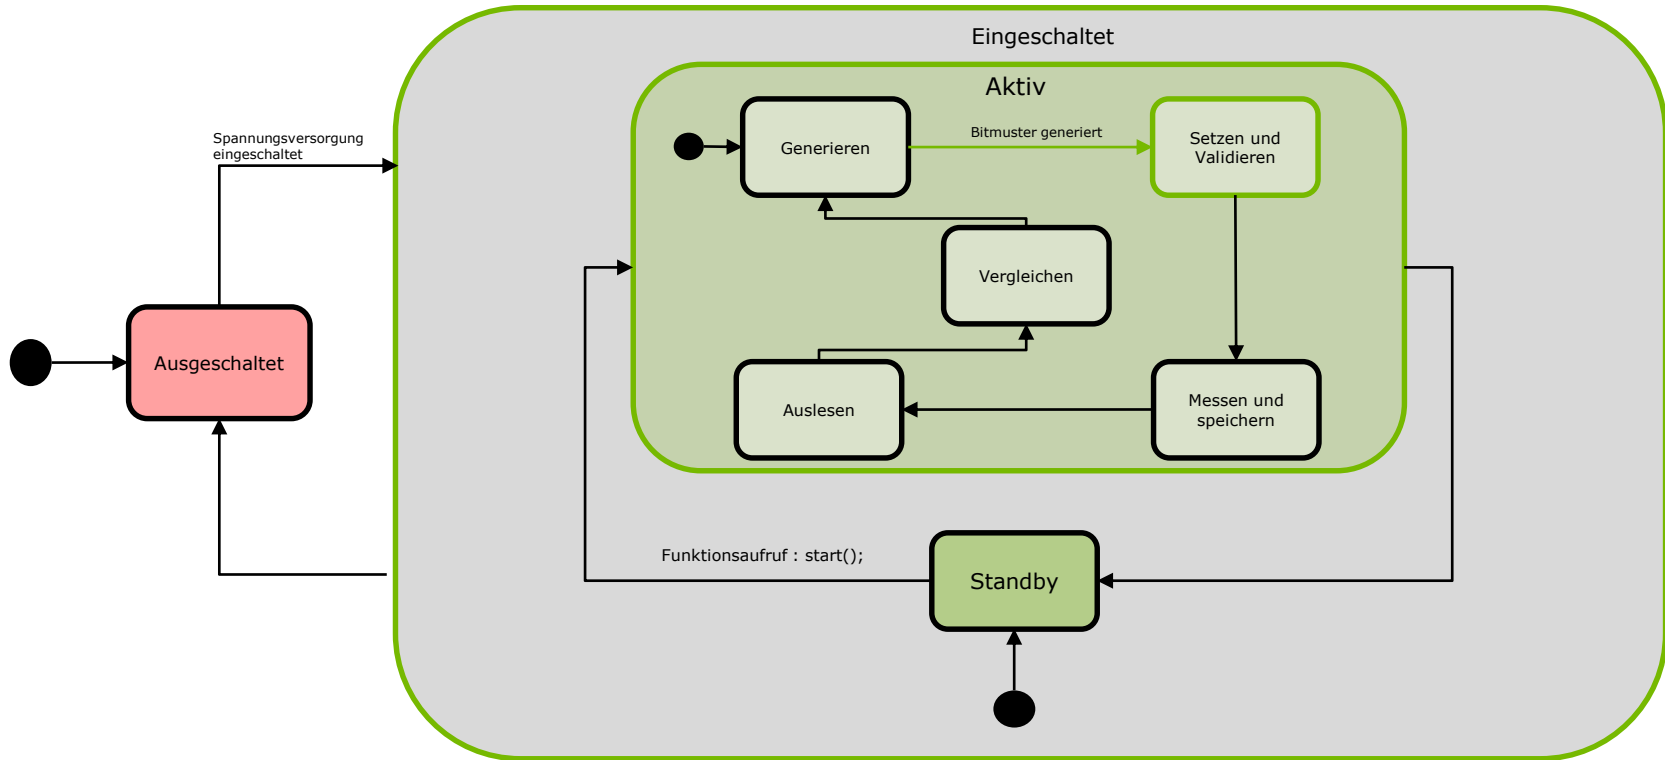 Eingeschaltet
Aktiv
Spannungsversorgung
eingeschaltet
Generieren
Bitmuster generiert
Setzen und
Validieren
Vergleichen
Ausgeschaltet
Auslesen
Messen und
speichern
Funktionsaufruf : start();
Standby